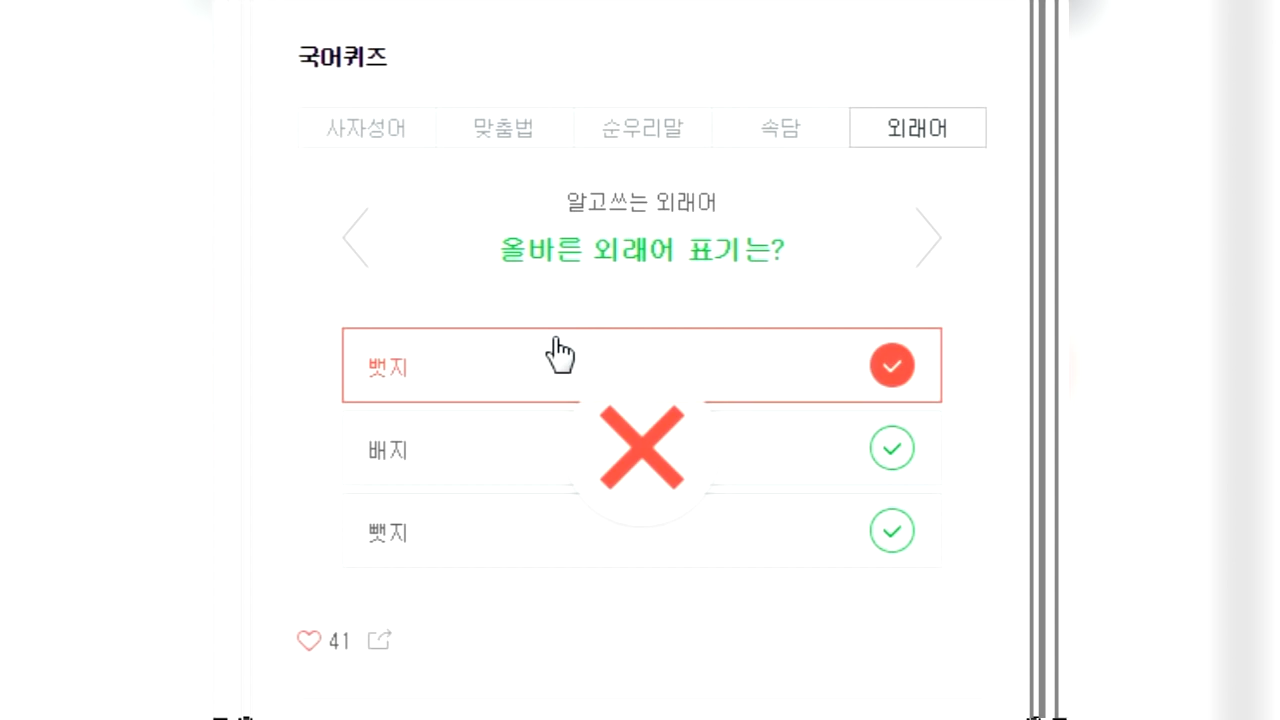 국어퀴즈
사자성어 맞춤법 순우리말 속담 외래어
알고쓰는 외래어
올바른 외래어 표기는?
뺏지
배지
뺏지
41